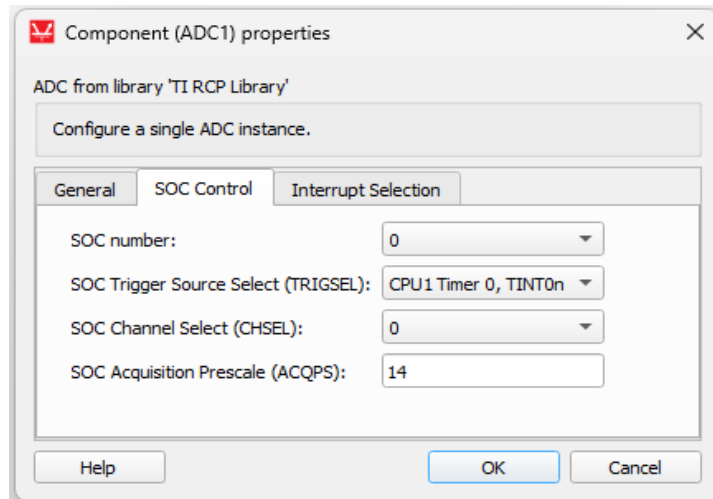 Component (ADC1) properties
ADC from library 'TI RCP Library'
Configure a single ADC instance.
General
SOC Control
Interrupt Selection
SOC number:
0
SOC Trigger Source Select (TRIGSEL):
CPU1 Timer 0, TINT0n
SOC Channel Select (CHSEL):
0
SOC Acquisition Prescale (ACQPS):
14
Help
OK
Cancel